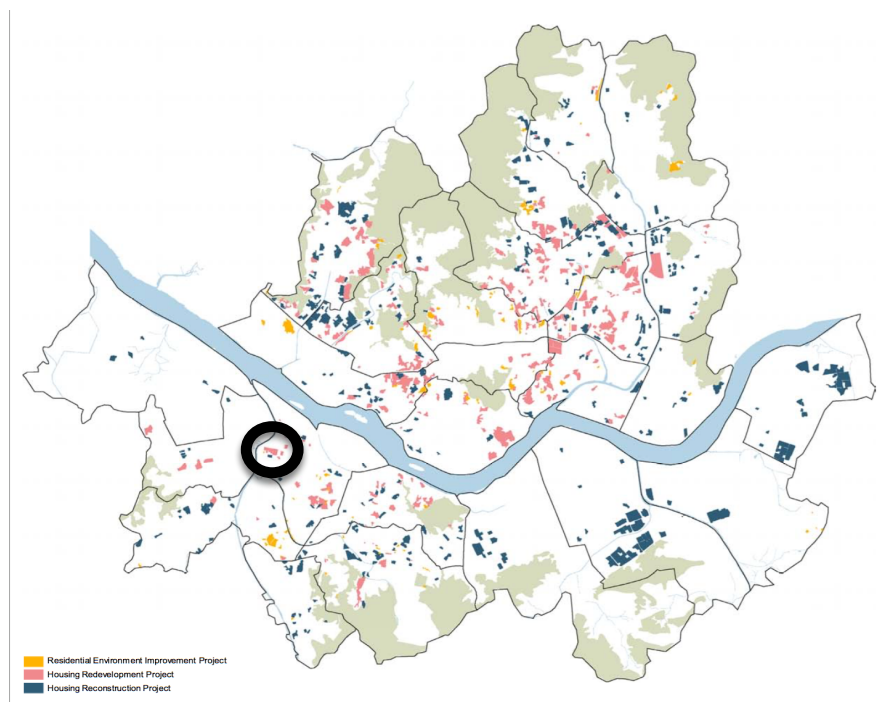 Residential Environment Improvement Project
Housing Redevelopment Project
Housing Reconstruction Project